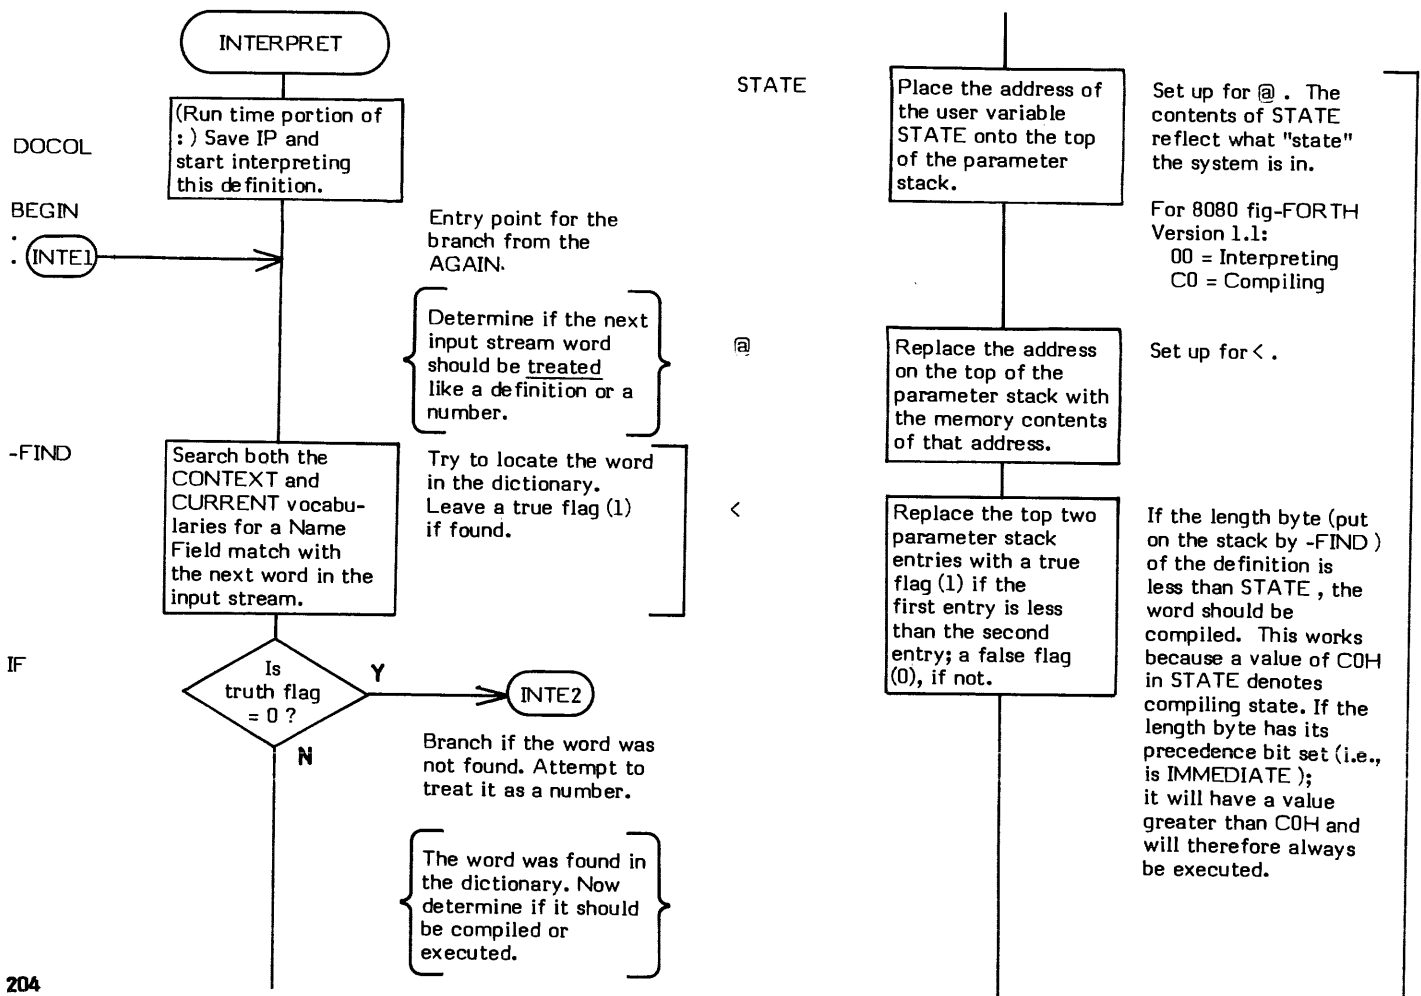 INTERPRET
DOCOL
(Run time portion of
: ) Save IP and
start interpreting
this definition.
BEGIN
:
INTE1
Entry point for the
branch from the
AGAIN.
Determine if the next
input stream word
should be treated
like a definition or a
number.
-FIND
Search both the
CONTEXT and
CURRENT vocabu-
laries for a Name
Field match with
the next word in the
input stream.
Try to locate the word
in the dictionary.
Leave a true flag (1)
if found.
IF
Is
truth flag
= 0 ?
Y
N
INTE2
Branch if the word was
not found. Attempt to
treat it as a number.
The word was found in
the dictionary. Now
determine if it should
be compiled or
executed.
204
STATE
Place the address of
the user variable
STATE onto the top
of the parameter
stack.
Set up for @ . The
contents of STATE
reflect what "state"
the system is in.
For 8080 fig-FORTH
Version 1.1:
00 = Interpreting
C0 = Compiling
@
Replace the address
on the top of the
parameter stack with
the memory contents
of that address.
Set up for < .
<
Replace the top two
parameter stack
entries with a true
flag (1) if the
first entry is less
than the second
entry; a false flag
(0), if not.
If the length byte (put
on the stack by -FIND )
of the definition is
less than STATE , the
word should be
compiled. This works
because a value of C0H
in STATE denotes
compiling state. If the
length byte has its
precedence bit set (i.e.,
is IMMEDIATE );
it will have a value
greater than C0H and
will therefore always
be executed.